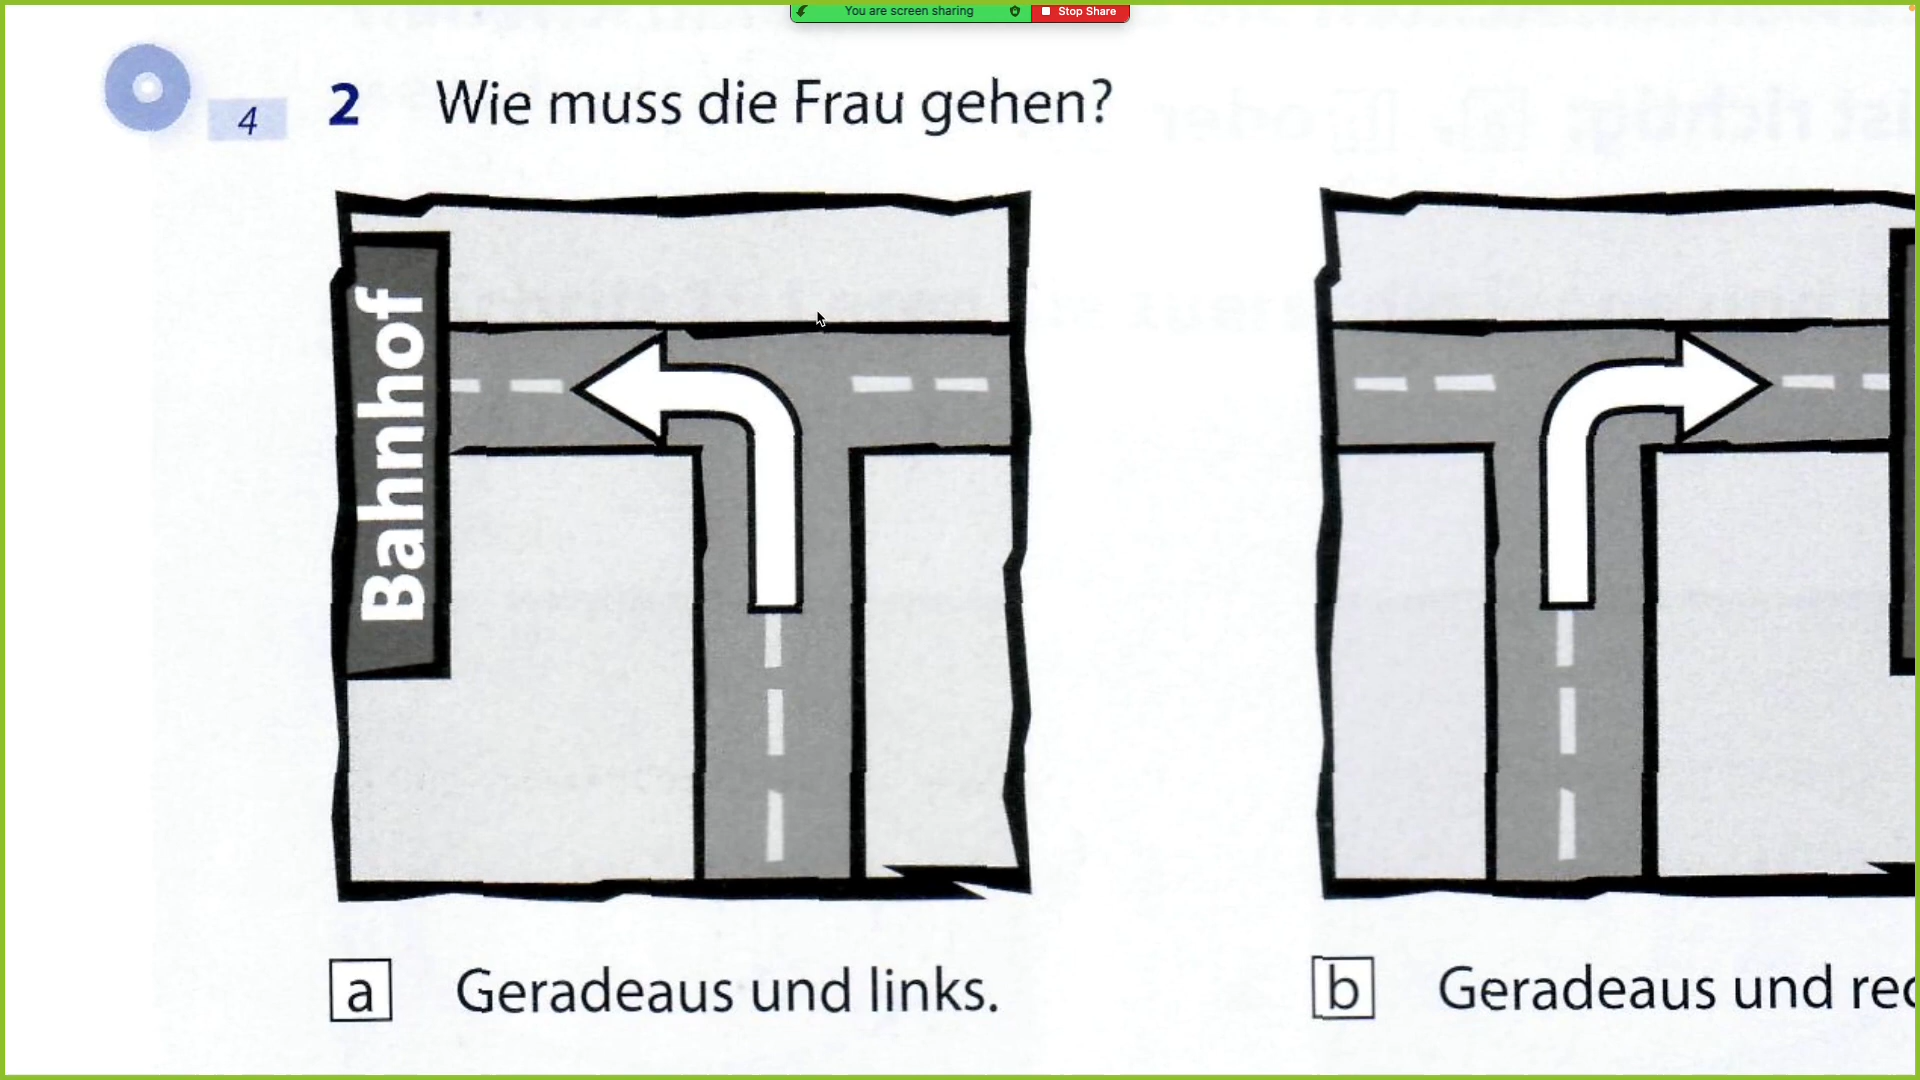 You are screen sharing Stop Share
4 2 Wie muss die Frau gehen?
Bahnhof
a Geradeaus und links.
b Geradeaus und